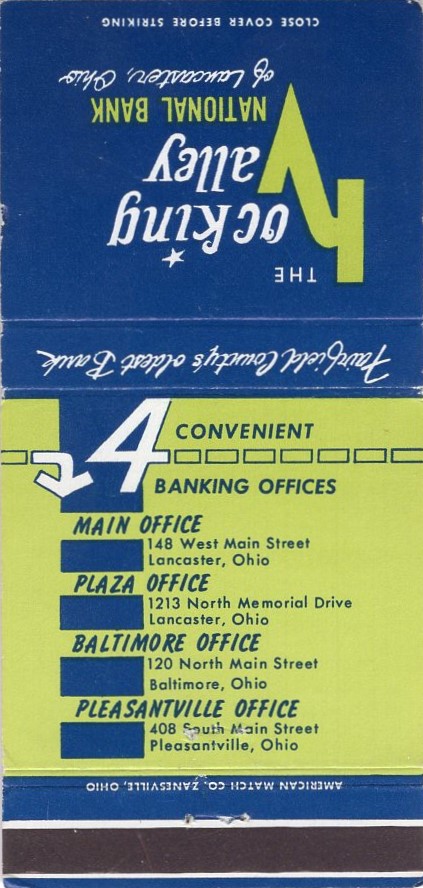 CLOSE COVER BEFORE STRIKING
THE
Hocking
Valley
NATIONAL BANK
of Lancaster, Ohio
Fairfield County's oldest Bank
4 CONVENIENT
BANKING OFFICES
MAIN OFFICE
148 West Main Street
Lancaster, Ohio
PLAZA OFFICE
1213 North Memorial Drive
Lancaster, Ohio
BALTIMORE OFFICE
120 North Main Street
Baltimore, Ohio
PLEASANTVILLE OFFICE
408 South Main Street
Pleasantville, Ohio
AMERICAN MATCH CO. ZANESVILLE, OHIO